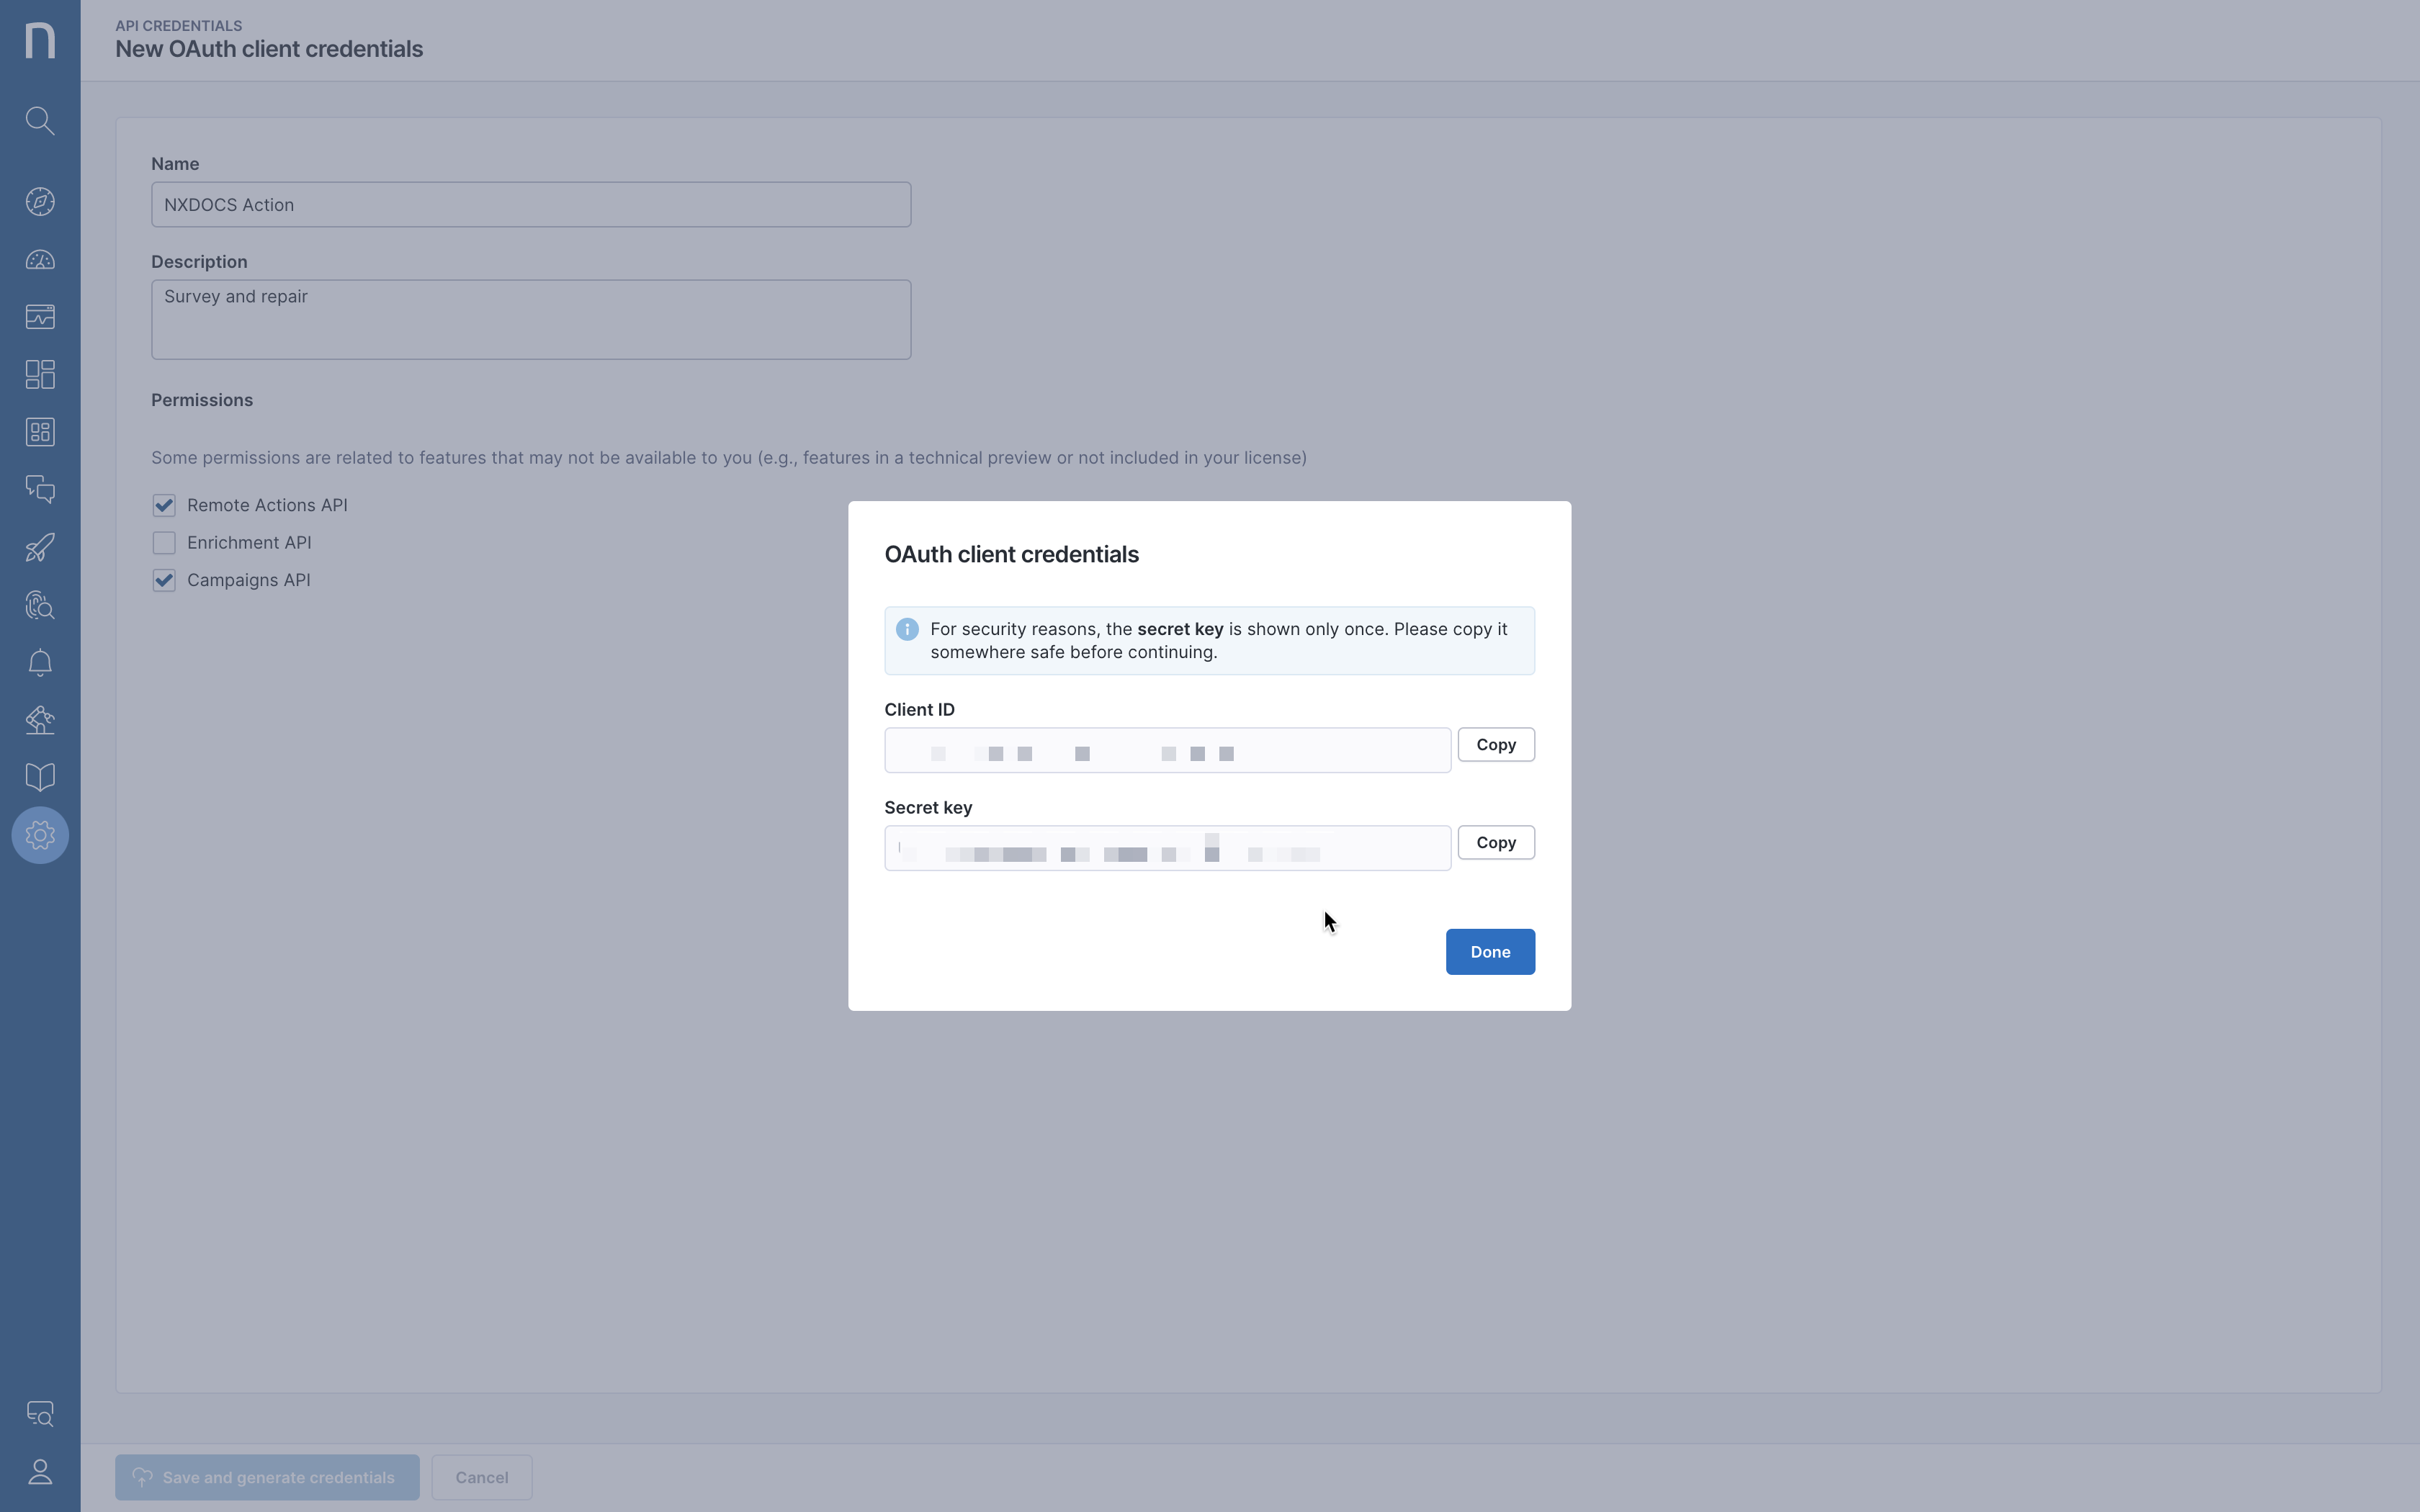 API CREDENTIALS
New OAuth client credentials
Name
NXDOCS Action
Description
Survey and repair
Permissions
Some permissions are related to features that may not be available to you (e.g., features in a technical preview or not included in your license)
Remote Actions API
Enrichment API
Campaigns API
OAuth client credentials
For security reasons, the secret key is shown only once. Please copy it
somewhere safe before continuing.
Client ID
Copy
Secret key
Copy
Done
Save and generate credentials
Cancel